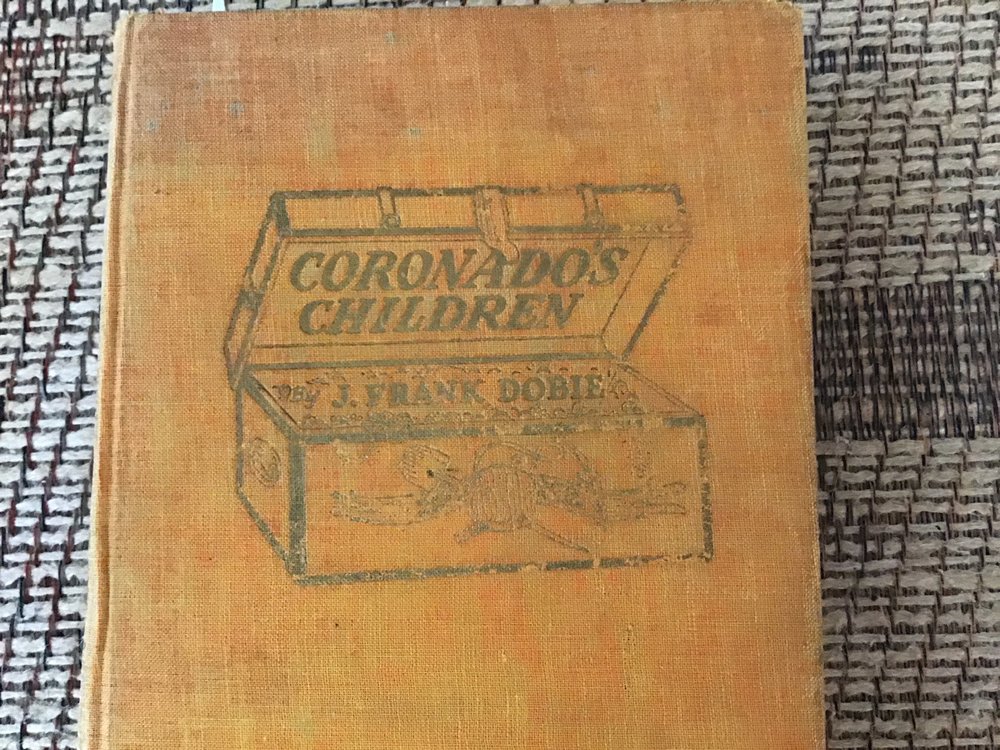 CORONADO'S
CHILDREN
By J. FRANK DOBIE